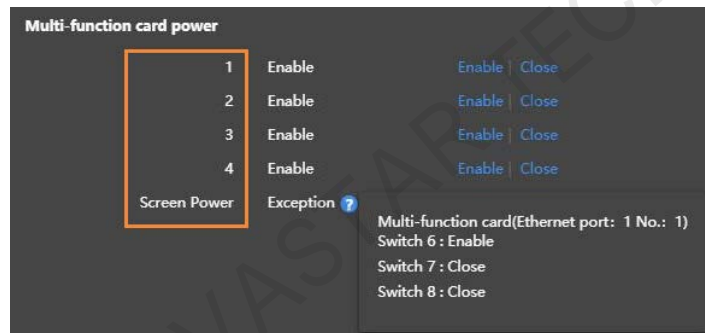 Multi-function card power
1 Enable Enable | Close
2 Enable Enable | Close
3 Enable Enable | Close
4 Enable Enable | Close
Screen Power Exception ?
Multi-function card(Ethernet port: 1 No.: 1)
Switch 6 : Enable
Switch 7 : Close
Switch 8 : Close
VASTAR TEC